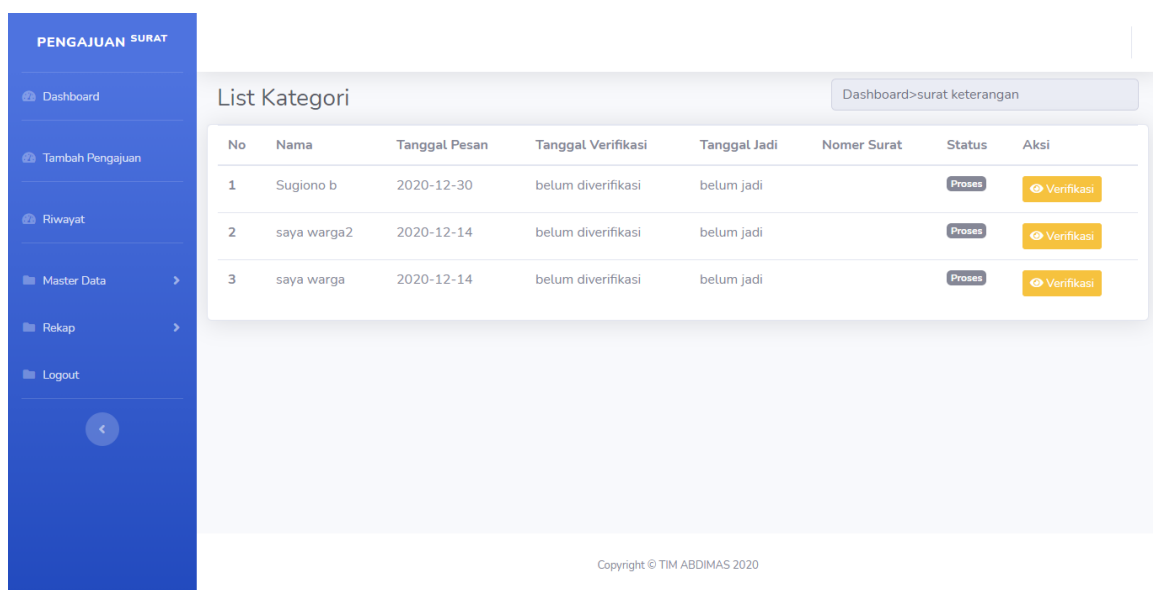 PENGAJUAN SURAT
Dashboard
Tambah Pengajuan
Riwayat
Master Data
Rekap
Logout
List Kategori
Dashboard>surat keterangan
No Nama Tanggal Pesan Tanggal Verifikasi Tanggal Jadi Nomer Surat Status Aksi
1 Sugiono b 2020-12-30 belum diverifikasi belum jadi Proses Verifikasi
2 saya warga2 2020-12-14 belum diverifikasi belum jadi Proses Verifikasi
3 saya warga 2020-12-14 belum diverifikasi belum jadi Proses Verifikasi
Copyright © TIM ABDIMAS 2020